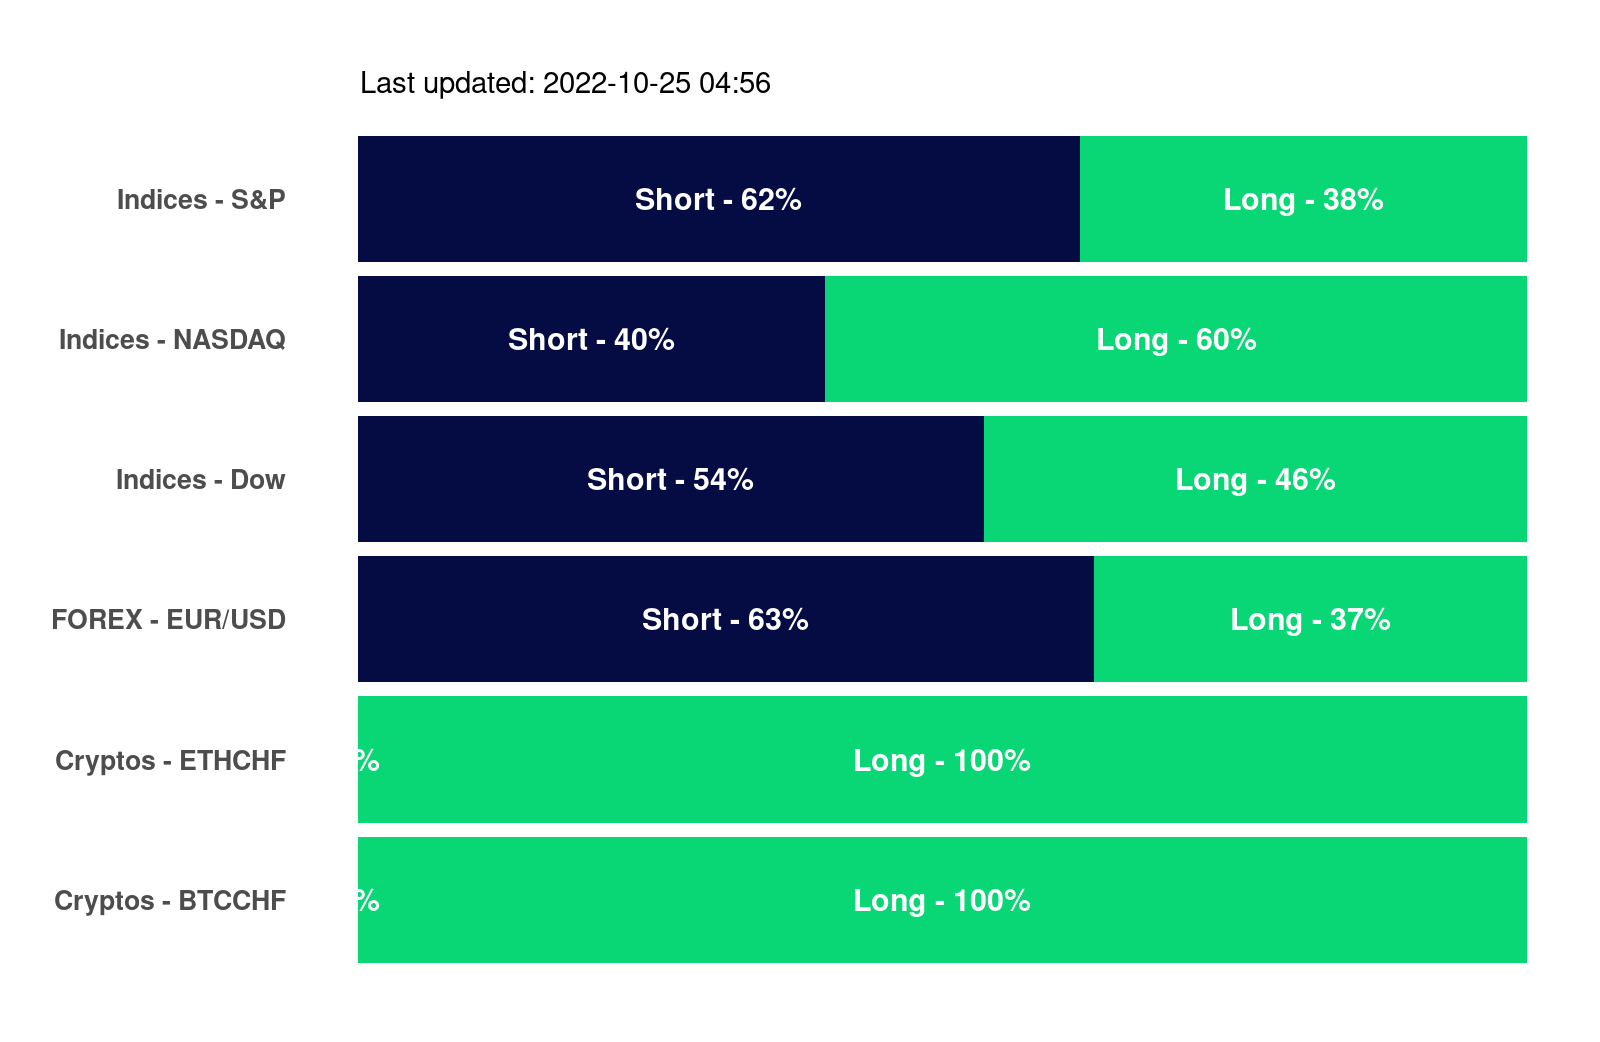 Last updated: 2022-10-25 04:56
Indices - S&P Short - 62% Long - 38%
Indices - NASDAQ Short - 40% Long - 60%
Indices - Dow Short - 54% Long - 46%
FOREX - EUR/USD Short - 63% Long - 37%
Cryptos - ETHCHF % Long - 100%
Cryptos - BTCCHF % Long - 100%